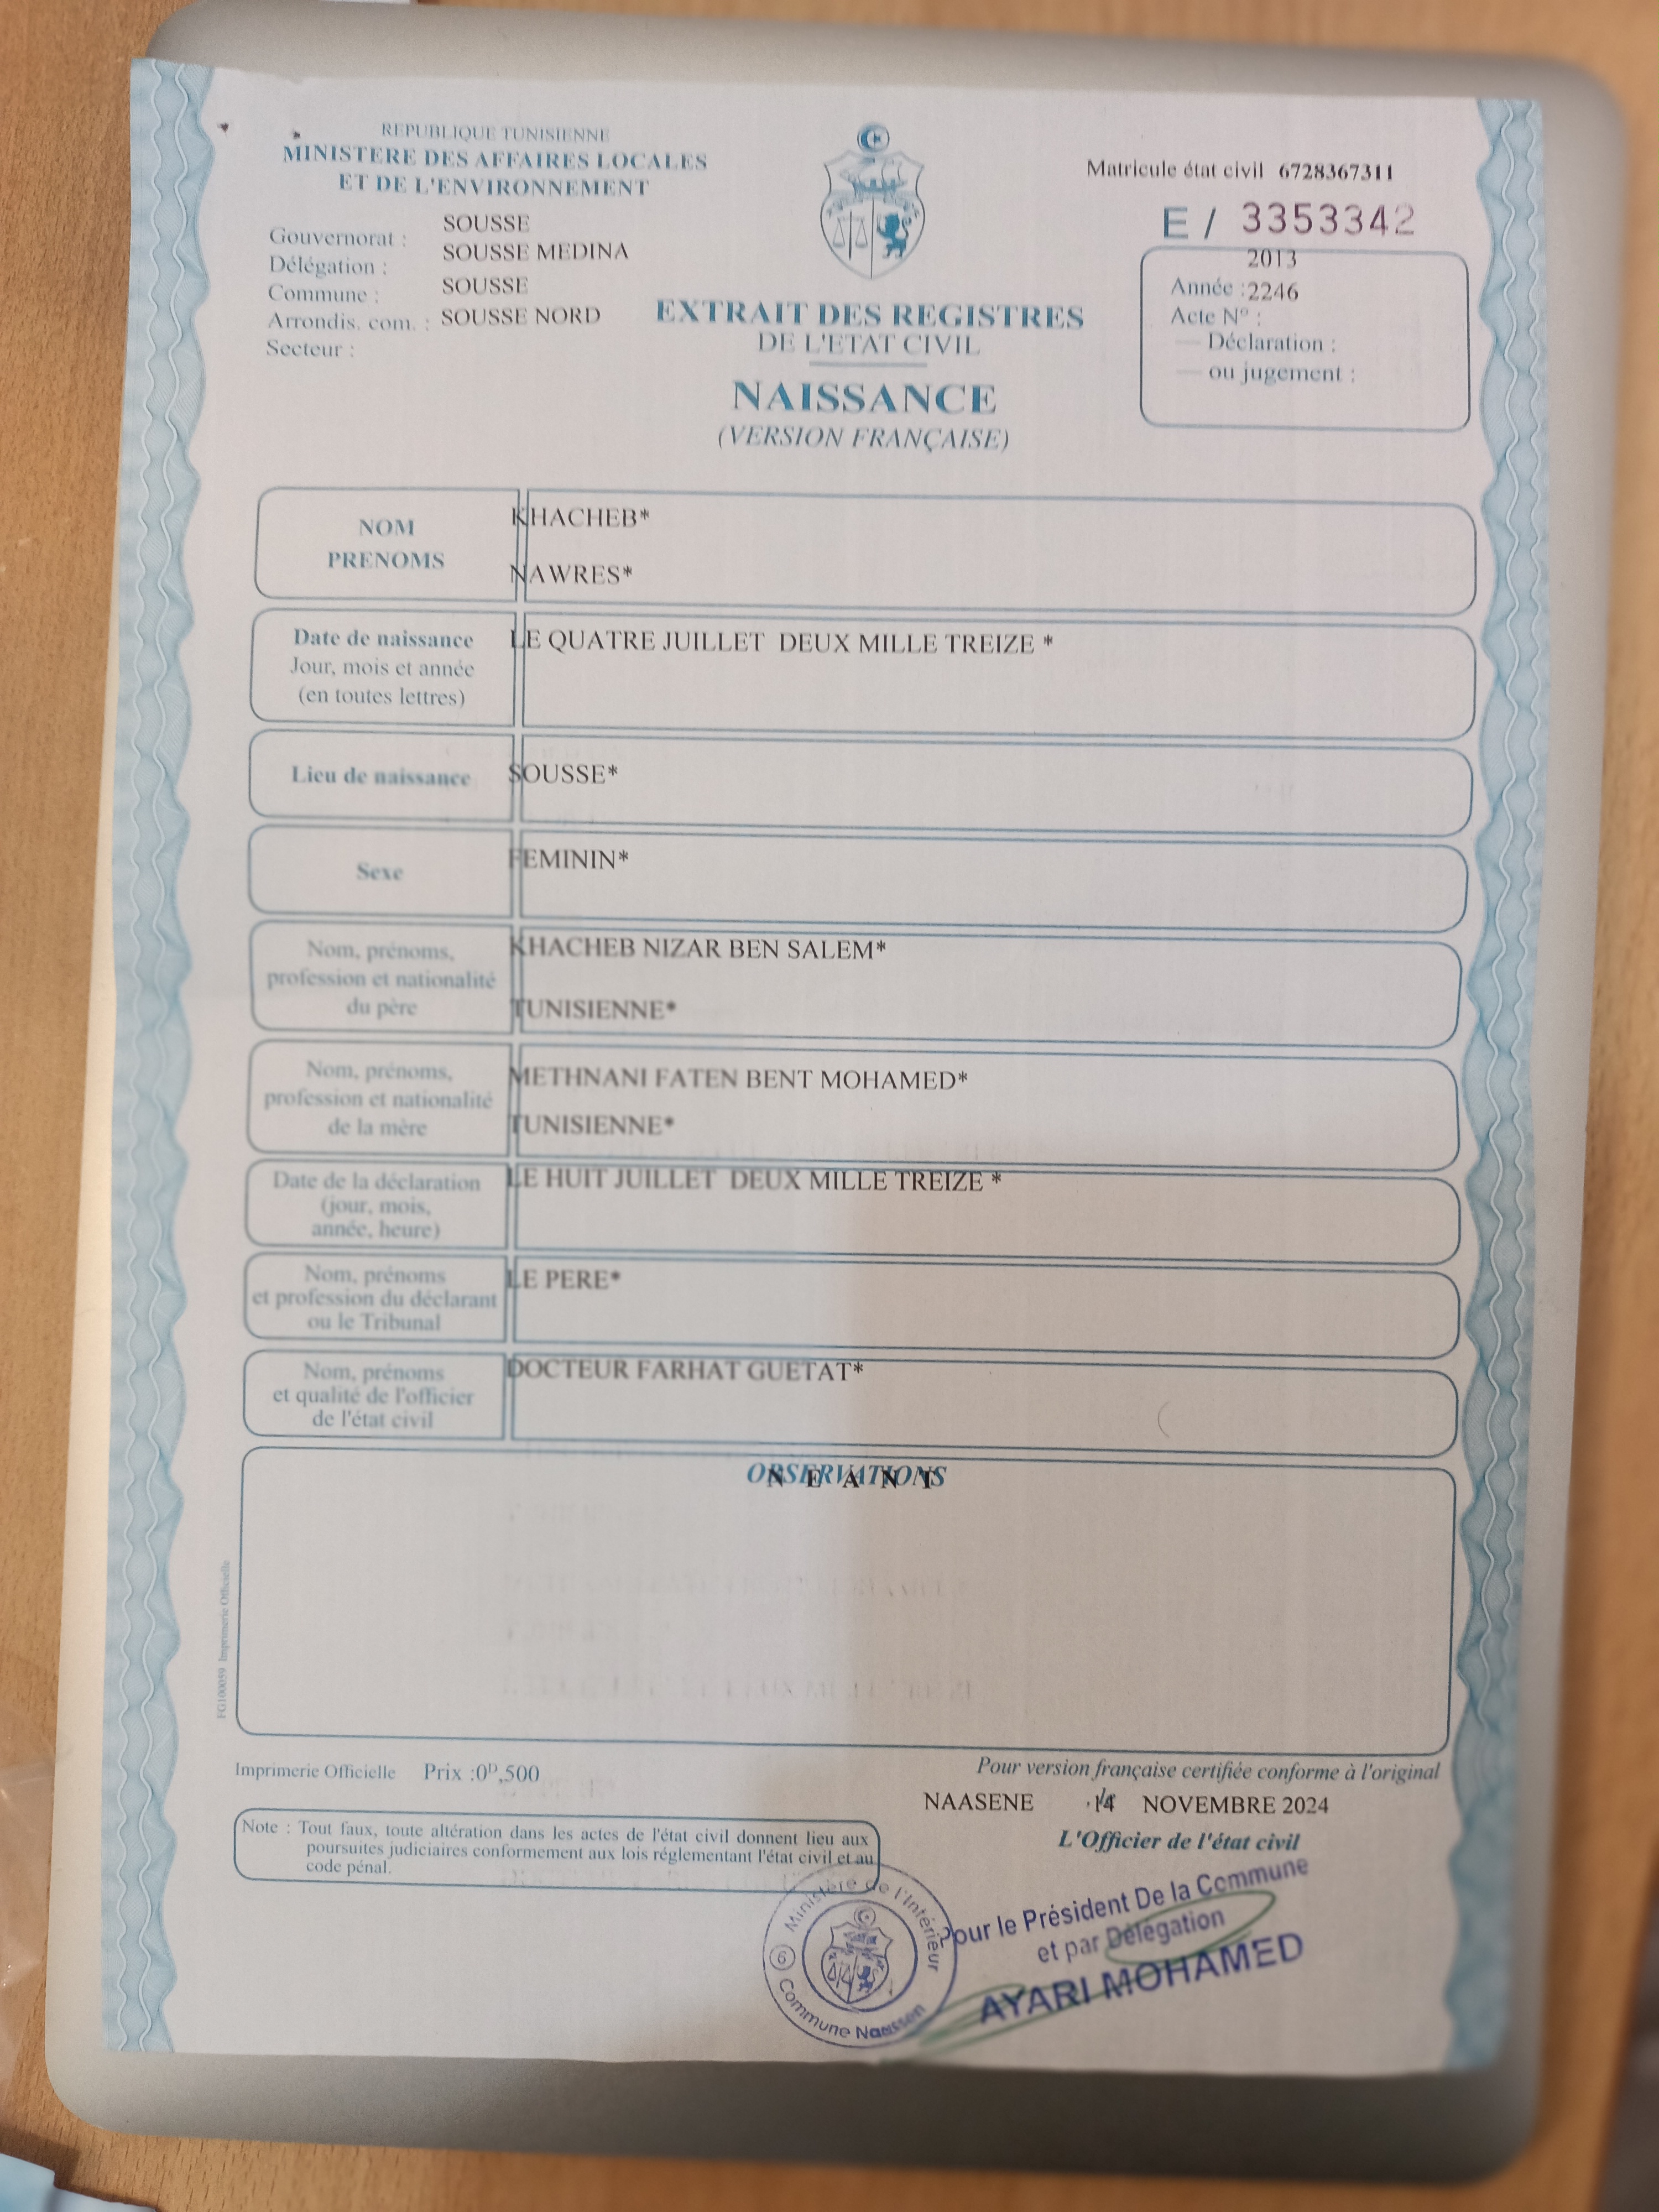 REPUBLIQUE TUNISIENNE
MINISTERE DES AFFAIRES LOCALES
ET DE L'ENVIRONNEMENT
Gouvernorat : SOUSSE
Délégation : SOUSSE MEDINA
Commune : SOUSSE
Arrondis. com. : SOUSSE NORD
Secteur :
Matricule état civil 6728367311
E / 3353342
2013
Année :2246
Acte N° :
— Déclaration :
— ou jugement :
EXTRAIT DES REGISTRES
DE L'ETAT CIVIL
NAISSANCE
(VERSION FRANÇAISE)
NOM
PRENOMS
KHACHEB*
NAWRES*
Date de naissance
Jour, mois et année
(en toutes lettres)
LE QUATRE JUILLET DEUX MILLE TREIZE *
Lieu de naissance
SOUSSE*
Sexe
FEMININ*
Nom, prénoms,
profession et nationalité
du père
KHACHEB NIZAR BEN SALEM*
TUNISIENNE*
Nom, prénoms,
profession et nationalité
de la mère
METHNANI FATEN BENT MOHAMED*
TUNISIENNE*
Date de la déclaration
(jour, mois,
année, heure)
LE HUIT JUILLET DEUX MILLE TREIZE *
Nom, prénoms
et profession du déclarant
ou le Tribunal
LE PERE*
Nom, prénoms
et qualité de l'officier
de l'état civil
DOCTEUR FARHAT GUETAT*
OBSERVATIONS
N E A N T
FG100059 Imprimerie Officielle
Imprimerie Officielle Prix :0ᴰ,500
Pour version française certifiée conforme à l'original
NAASENE 14 NOVEMBRE 2024
L'Officier de l'état civil
Note : Tout faux, toute altération dans les actes de l'état civil donnent lieu aux
poursuites judiciaires conformement aux lois réglementant l'état civil et au
code pénal.
Ministère de l'Intérieur
6
Commune Naassen
Pour le Président De la Commune
et par Délégation
AYARI MOHAMED